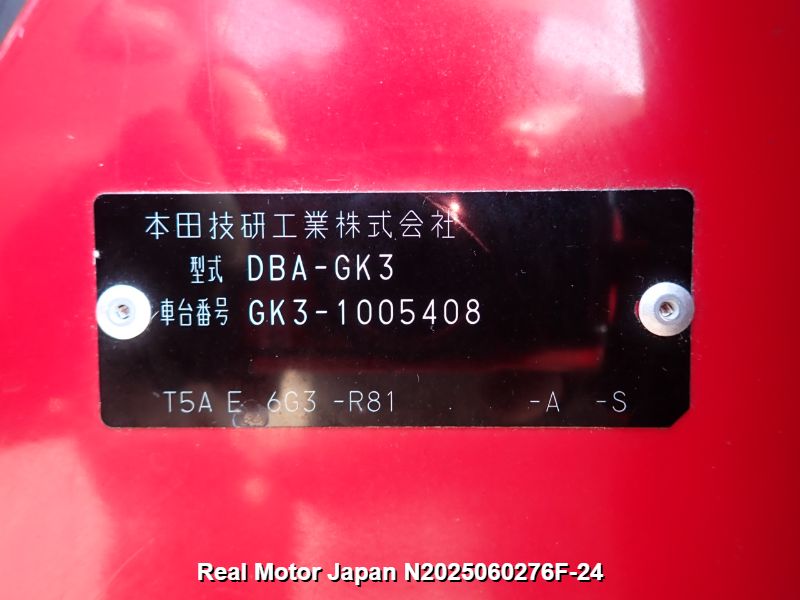 本田技研工業株式会社
型式 DBA-GK3
車台番号 GK3-1005408
T5A E 6G3 -R81 -A -S
Real Motor Japan N2025060276F-24